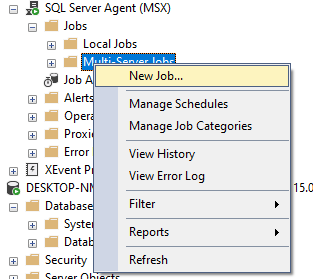 SQL Server Agent (MSX)
Jobs
Local Jobs
Multi-Server Jobs
New Job...
Job A
Manage Schedules
Alerts
Manage Job Categories
Opera
Proxie
View History
Error
View Error Log
XEvent Pr
DESKTOP-NM
15.0
Filter
Database
System
Reports
Datab
Security
Refresh
Server Objects